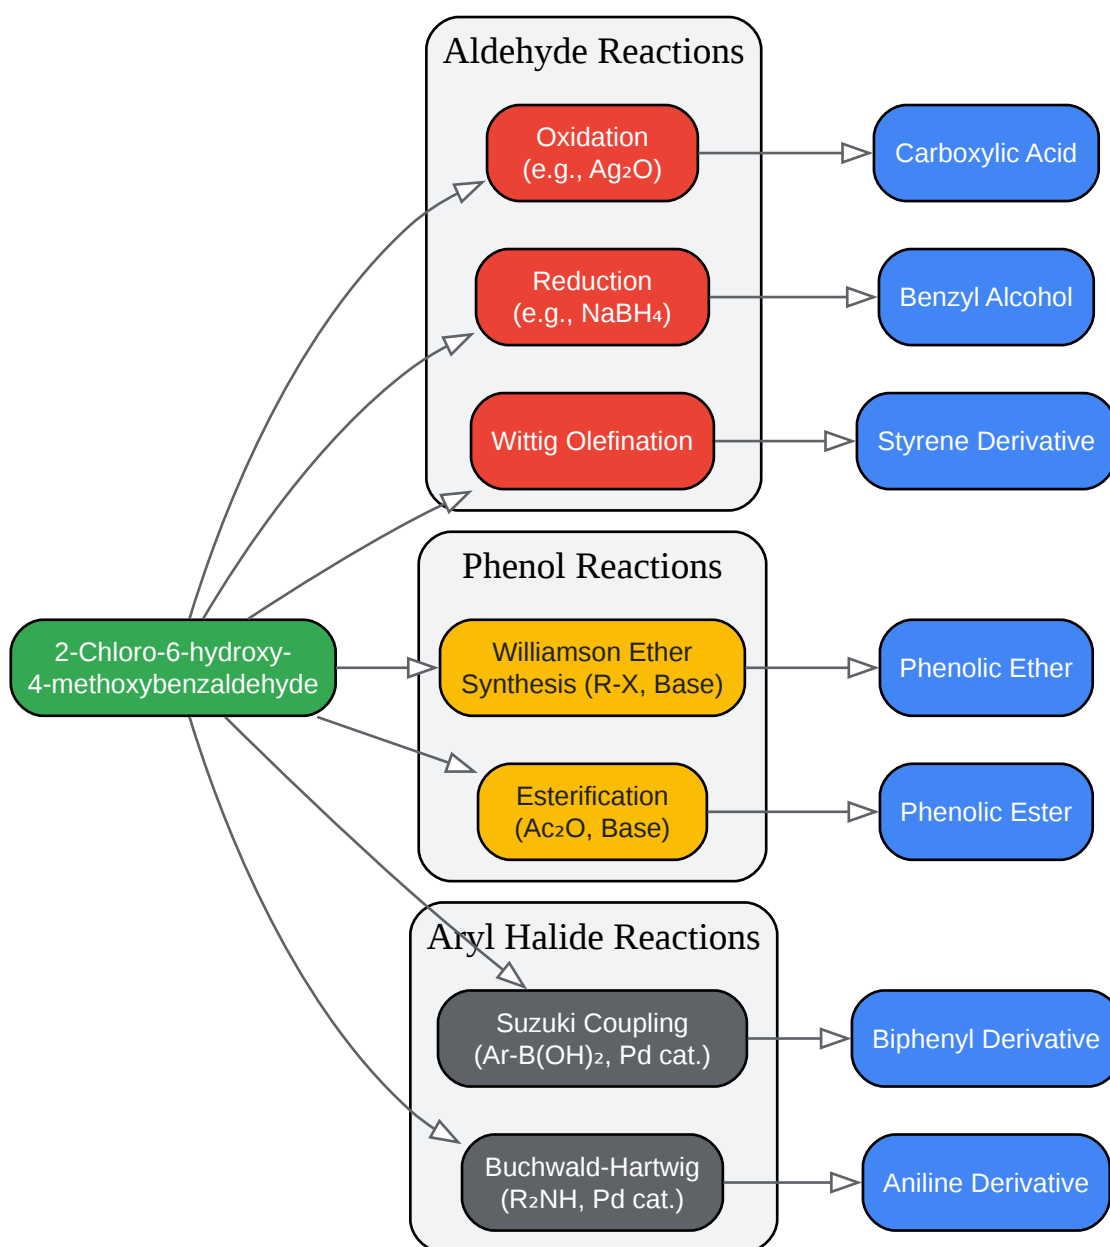 Aldehyde Reactions
Oxidation
(e.g., Ag₂O)
Carboxylic Acid
Reduction
(e.g., NaBH₄)
Benzyl Alcohol
Wittig Olefination
Styrene Derivative
Phenol Reactions
2-Chloro-6-hydroxy-
4-methoxybenzaldehyde
Williamson Ether
Synthesis (R-X, Base)
Phenolic Ether
Esterification
(Ac₂O, Base)
Phenolic Ester
Aryl Halide Reactions
Suzuki Coupling
(Ar-B(OH)₂, Pd cat.)
Biphenyl Derivative
Buchwald-Hartwig
(R₂NH, Pd cat.)
Aniline Derivative